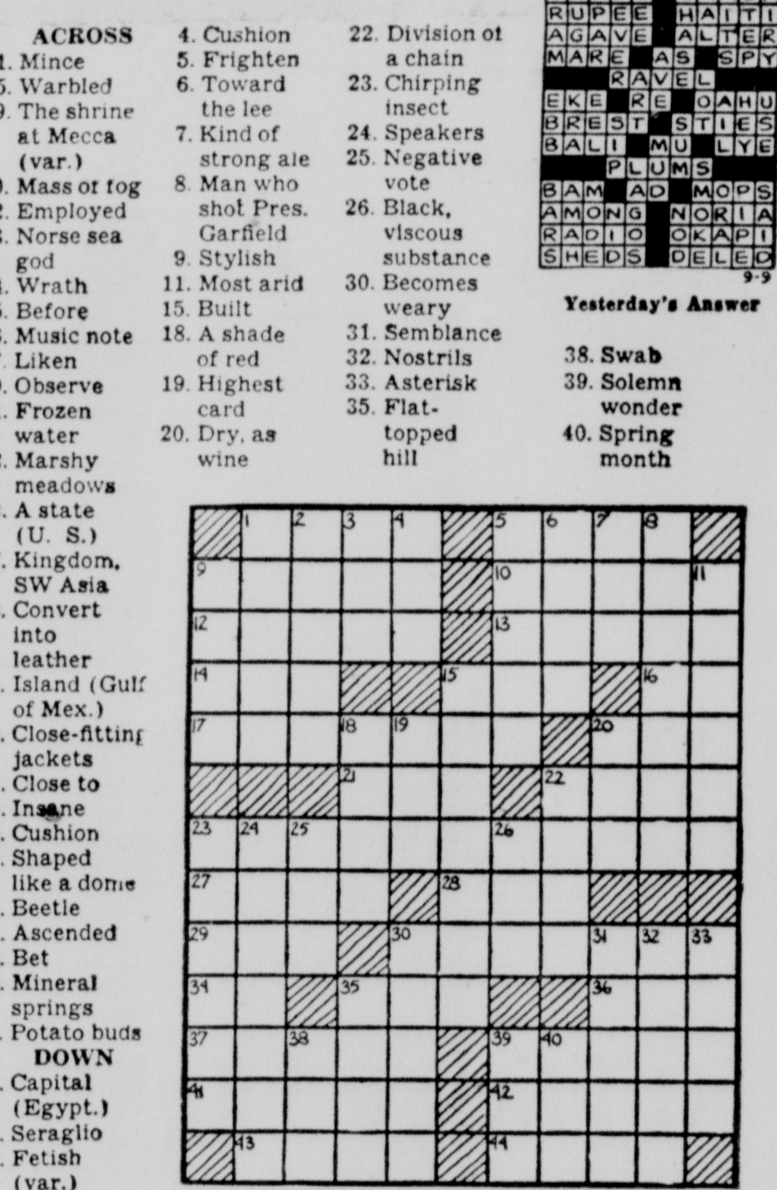 ACROSS
1. Mince
5. Warbled
9. The shrine
at Mecca
(var.)
. Mass of fog
. Employed
. Norse sea
god
. Wrath
. Before
. Music note
Liken
. Observe
. Frozen
water
. Marshy
meadows
. A state
(U. S.)
. Kingdom,
SW Asia
. Convert
into
leather
. Island (Gulf
of Mex.)
. Close-fitting
jackets
. Close to
. Insane
. Cushion
. Shaped
like a dome
. Beetle
. Ascended
. Bet
. Mineral
springs
. Potato buds
DOWN
. Capital
(Egypt.)
. Seraglio
. Fetish
(var.)
4. Cushion
5. Frighten
6. Toward
the lee
7. Kind of
strong ale
8. Man who
shot Pres.
Garfield
9. Stylish
11. Most arid
15. Built
18. A shade
of red
19. Highest
card
20. Dry, as
wine
22. Division of
a chain
23. Chirping
insect
24. Speakers
25. Negative
vote
26. Black,
viscous
substance
30. Becomes
weary
31. Semblance
32. Nostrils
33. Asterisk
35. Flat-
topped
hill
RUPEE HAITI
AGAVE ALTER
MARE AS SPY
RAVEL
EKE RE OAHU
BREST STIES
BALI MU LYE
PLUMS
BAM AD MOPS
AMONG NORIA
RADIO OKAPI
SHEDS DELED
9-9
Yesterday's Answer
38. Swab
39. Solemn
wonder
40. Spring
month
1 2 3 4 5 6 7 8
9 10 11
12 13
14 15 16
17 18 19 20
21 22
23 24 25 26
27 28
29 30 31 32 33
34 35 36
37 38 39 40
41 42
43 44